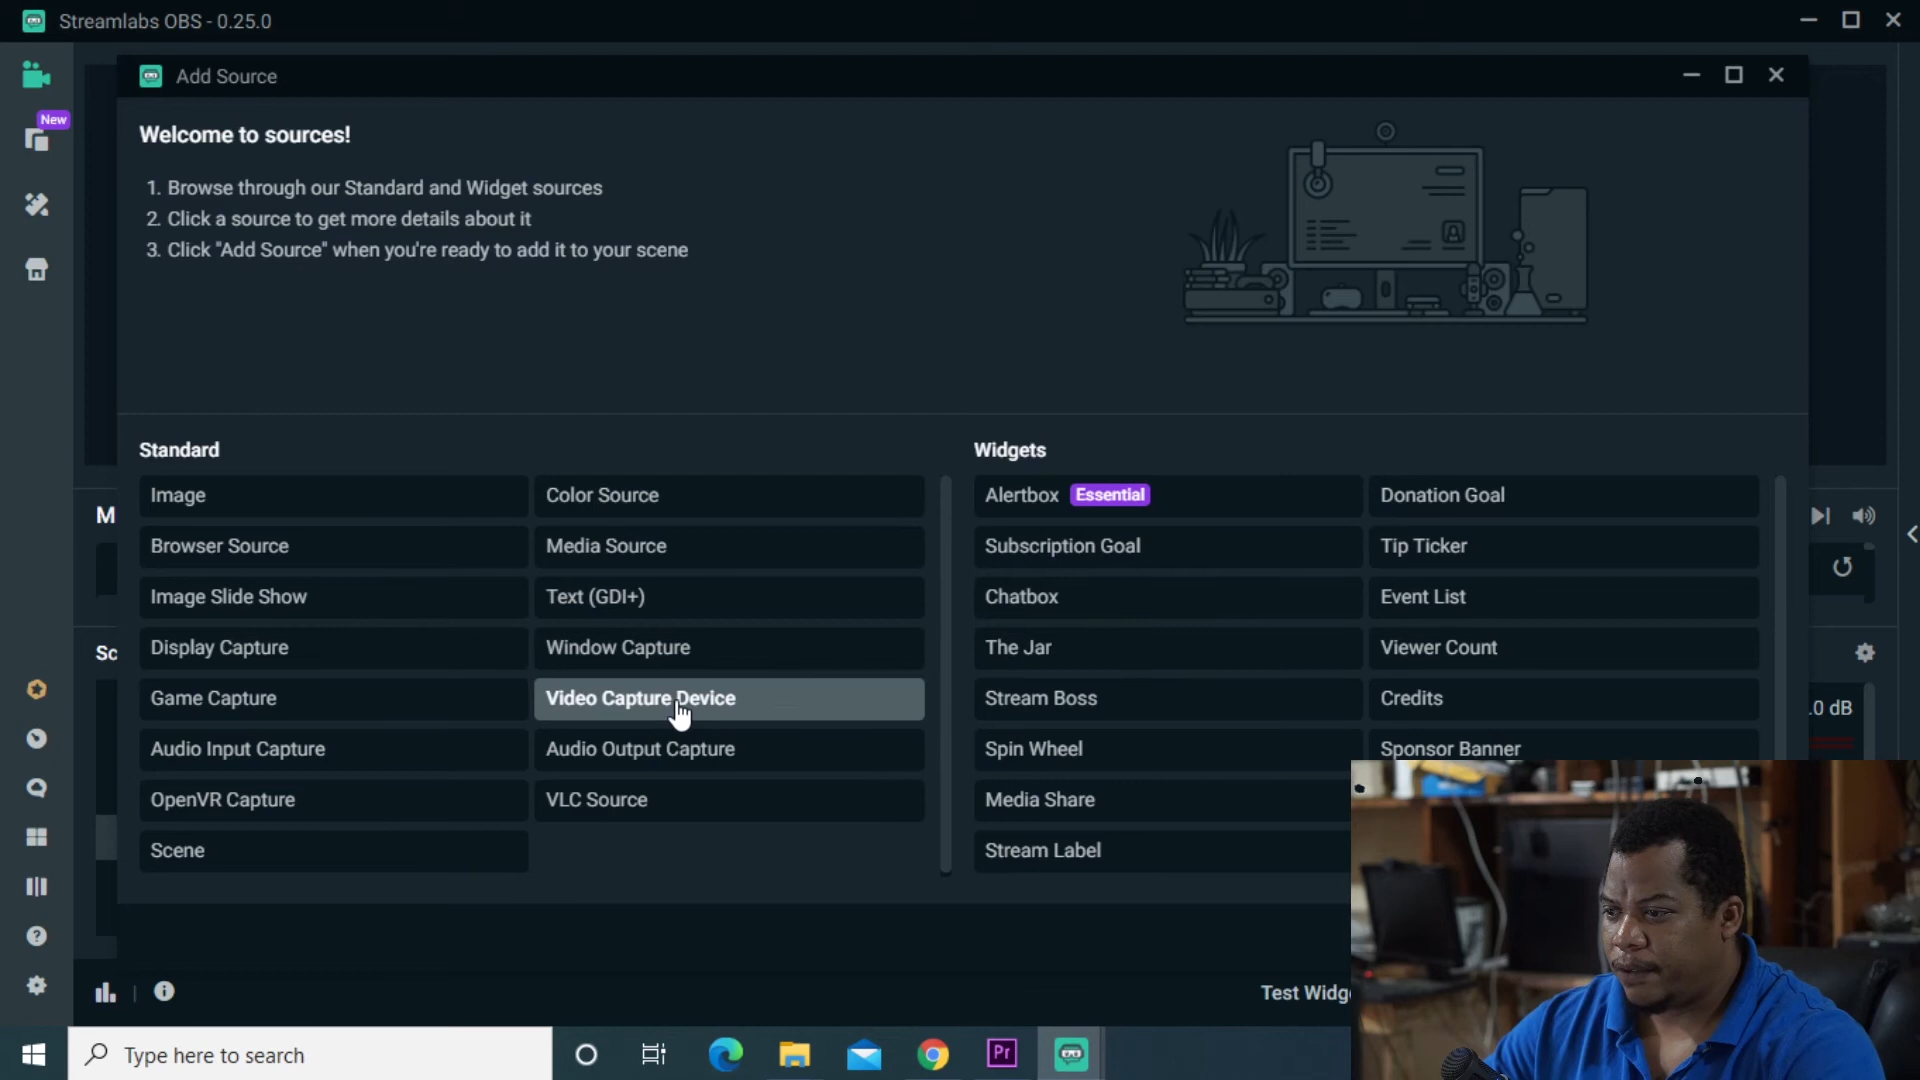 Streamlabs OBS - 0.25.0
Add Source
New
Welcome to sources!
1. Browse through our Standard and Widget sources
2. Click a source to get more details about it
3. Click "Add Source" when you're ready to add it to your scene
Standard
Widgets
Image
Color Source
Alertbox Essential
Donation Goal
M
Browser Source
Media Source
Subscription Goal
Tip Ticker
Image Slide Show
Text (GDI+)
Chatbox
Event List
Sc
Display Capture
Window Capture
The Jar
Viewer Count
Game Capture
Video Capture Device
Stream Boss
Credits
.0 dB
Audio Input Capture
Audio Output Capture
Spin Wheel
Sponsor Banner
OpenVR Capture
VLC Source
Media Share
Scene
Stream Label
Test Widg
Type here to search
Pr